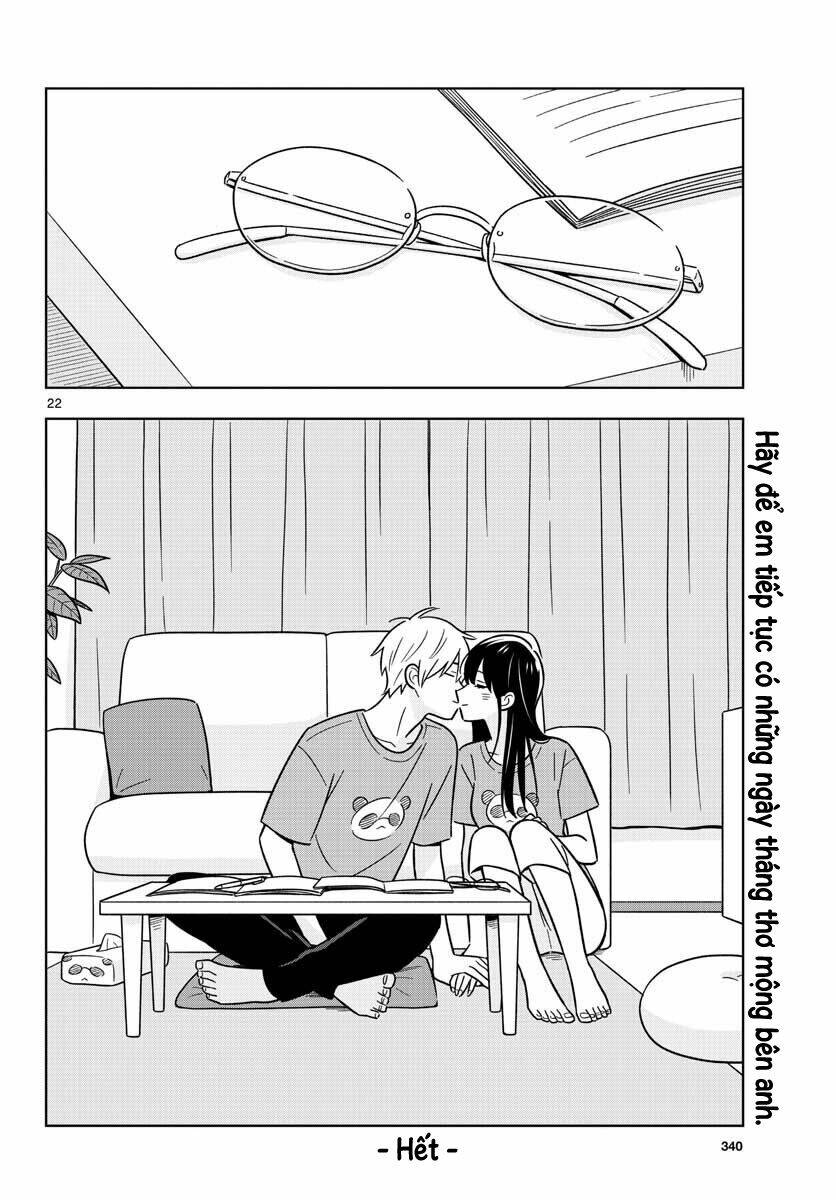 22
Hãy để em tiếp tục có những ngày tháng thơ mộng bên anh.
- Hết -
340